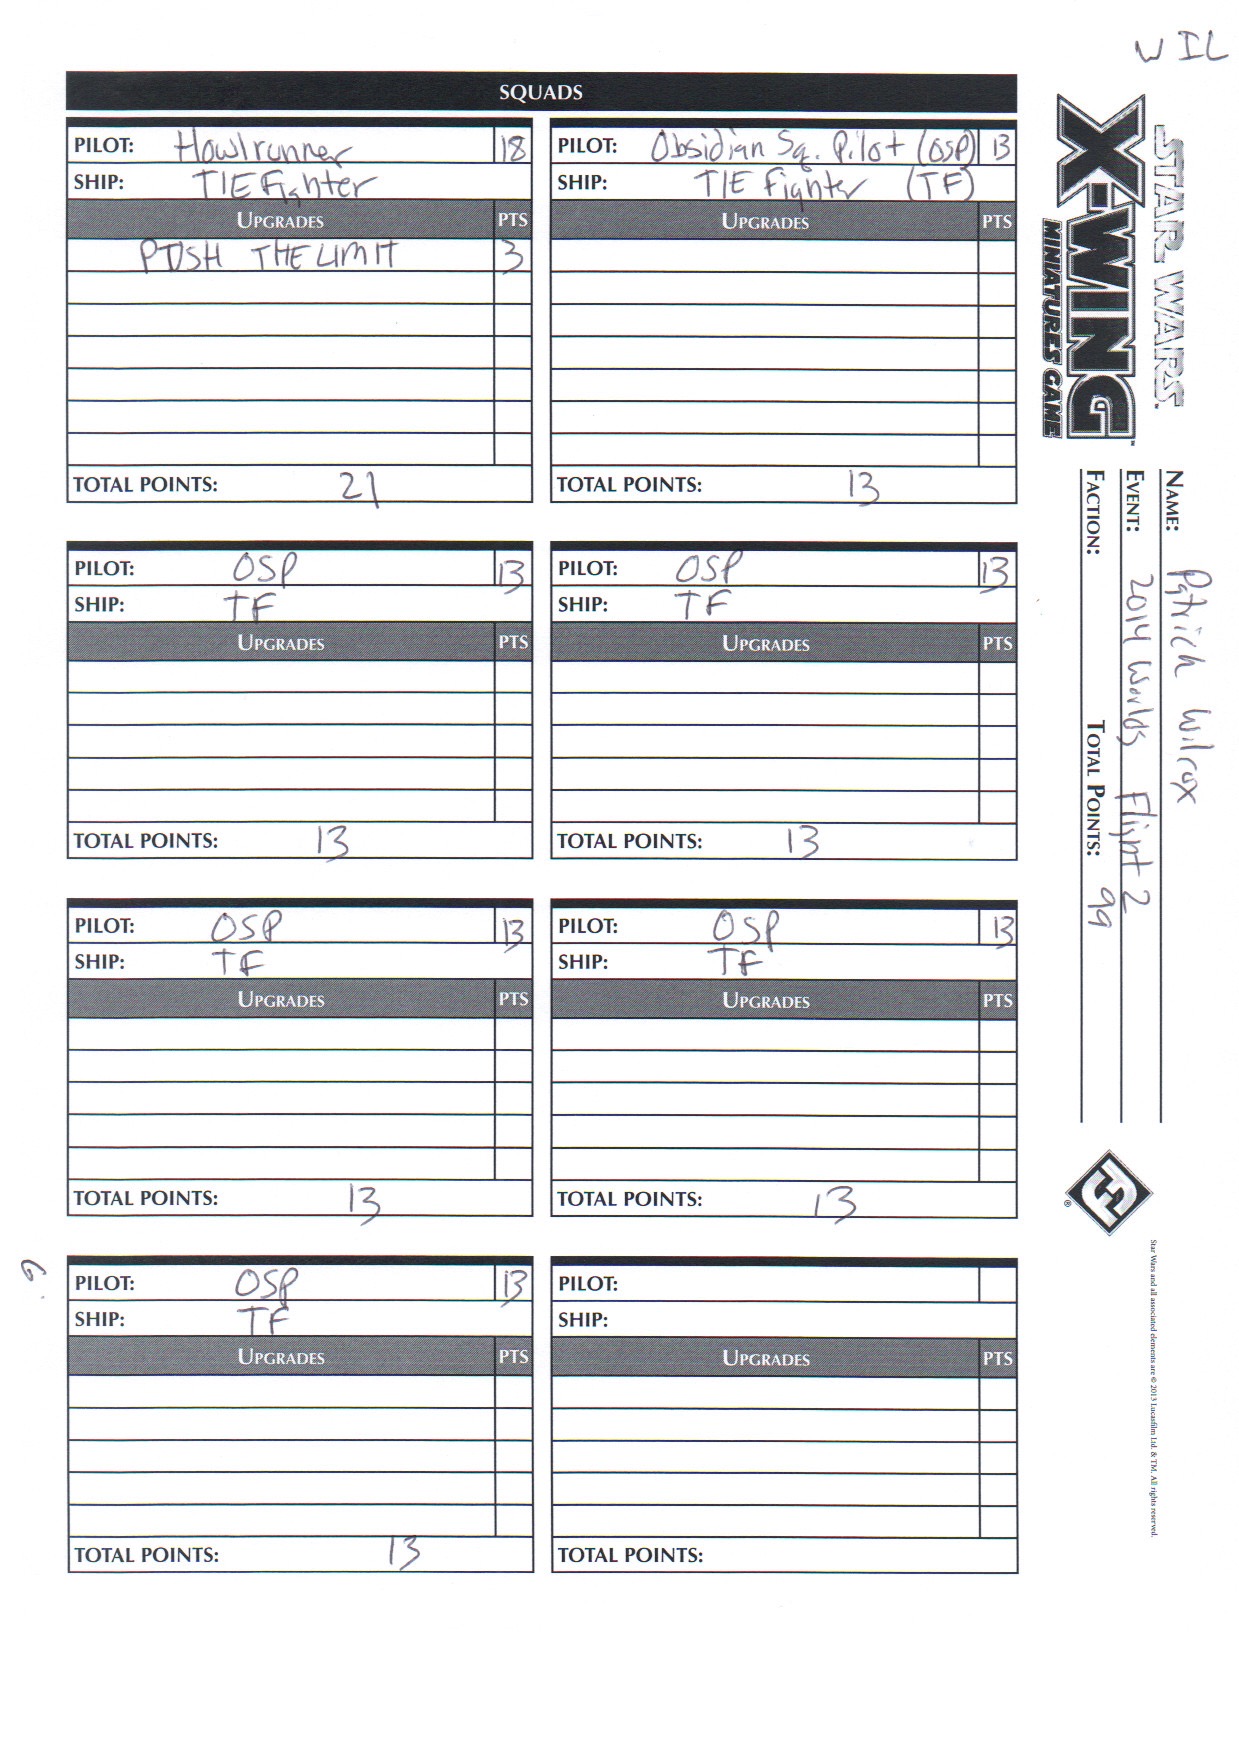 WIL
SQUADS
PILOT: Howlrunner 18
SHIP: TIE Fighter
UPGRADES PTS
PUSH THE LIMIT 3
TOTAL POINTS: 21
PILOT: Obsidian Sq. Pilot (OSP) 13
SHIP: TIE Fighter (TF)
UPGRADES PTS
TOTAL POINTS: 13
PILOT: OSP 13
SHIP: TF
UPGRADES PTS
TOTAL POINTS: 13
PILOT: OSP 13
SHIP: TF
UPGRADES PTS
TOTAL POINTS: 13
PILOT: OSP 13
SHIP: TF
UPGRADES PTS
TOTAL POINTS: 13
PILOT: OSP 13
SHIP: TF
UPGRADES PTS
TOTAL POINTS: 13
PILOT: OSP 13
SHIP: TF
UPGRADES PTS
TOTAL POINTS: 13
PILOT:
SHIP:
UPGRADES PTS
TOTAL POINTS:
STAR WARS™
X-WING™
MINIATURES GAME
NAME: Patrick Wilcox
EVENT: 2014 Worlds Flight 2
FACTION: TOTAL POINTS: 99
Star Wars and all associated elements are © 2013 Lucasfilm Ltd. & TM. All rights reserved.